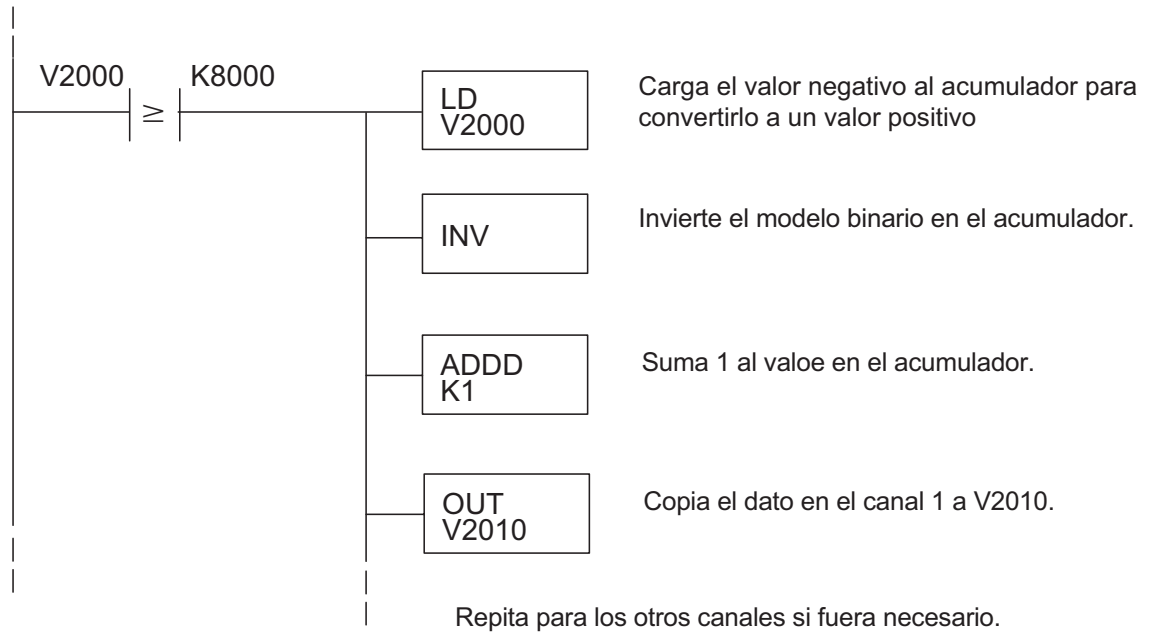 V2000 K8000
≥
LD
V2000
Carga el valor negativo al acumulador para
convertirlo a un valor positivo
INV
Invierte el modelo binario en el acumulador.
ADDD
K1
Suma 1 al valoe en el acumulador.
OUT
V2010
Copia el dato en el canal 1 a V2010.
Repita para los otros canales si fuera necesario.